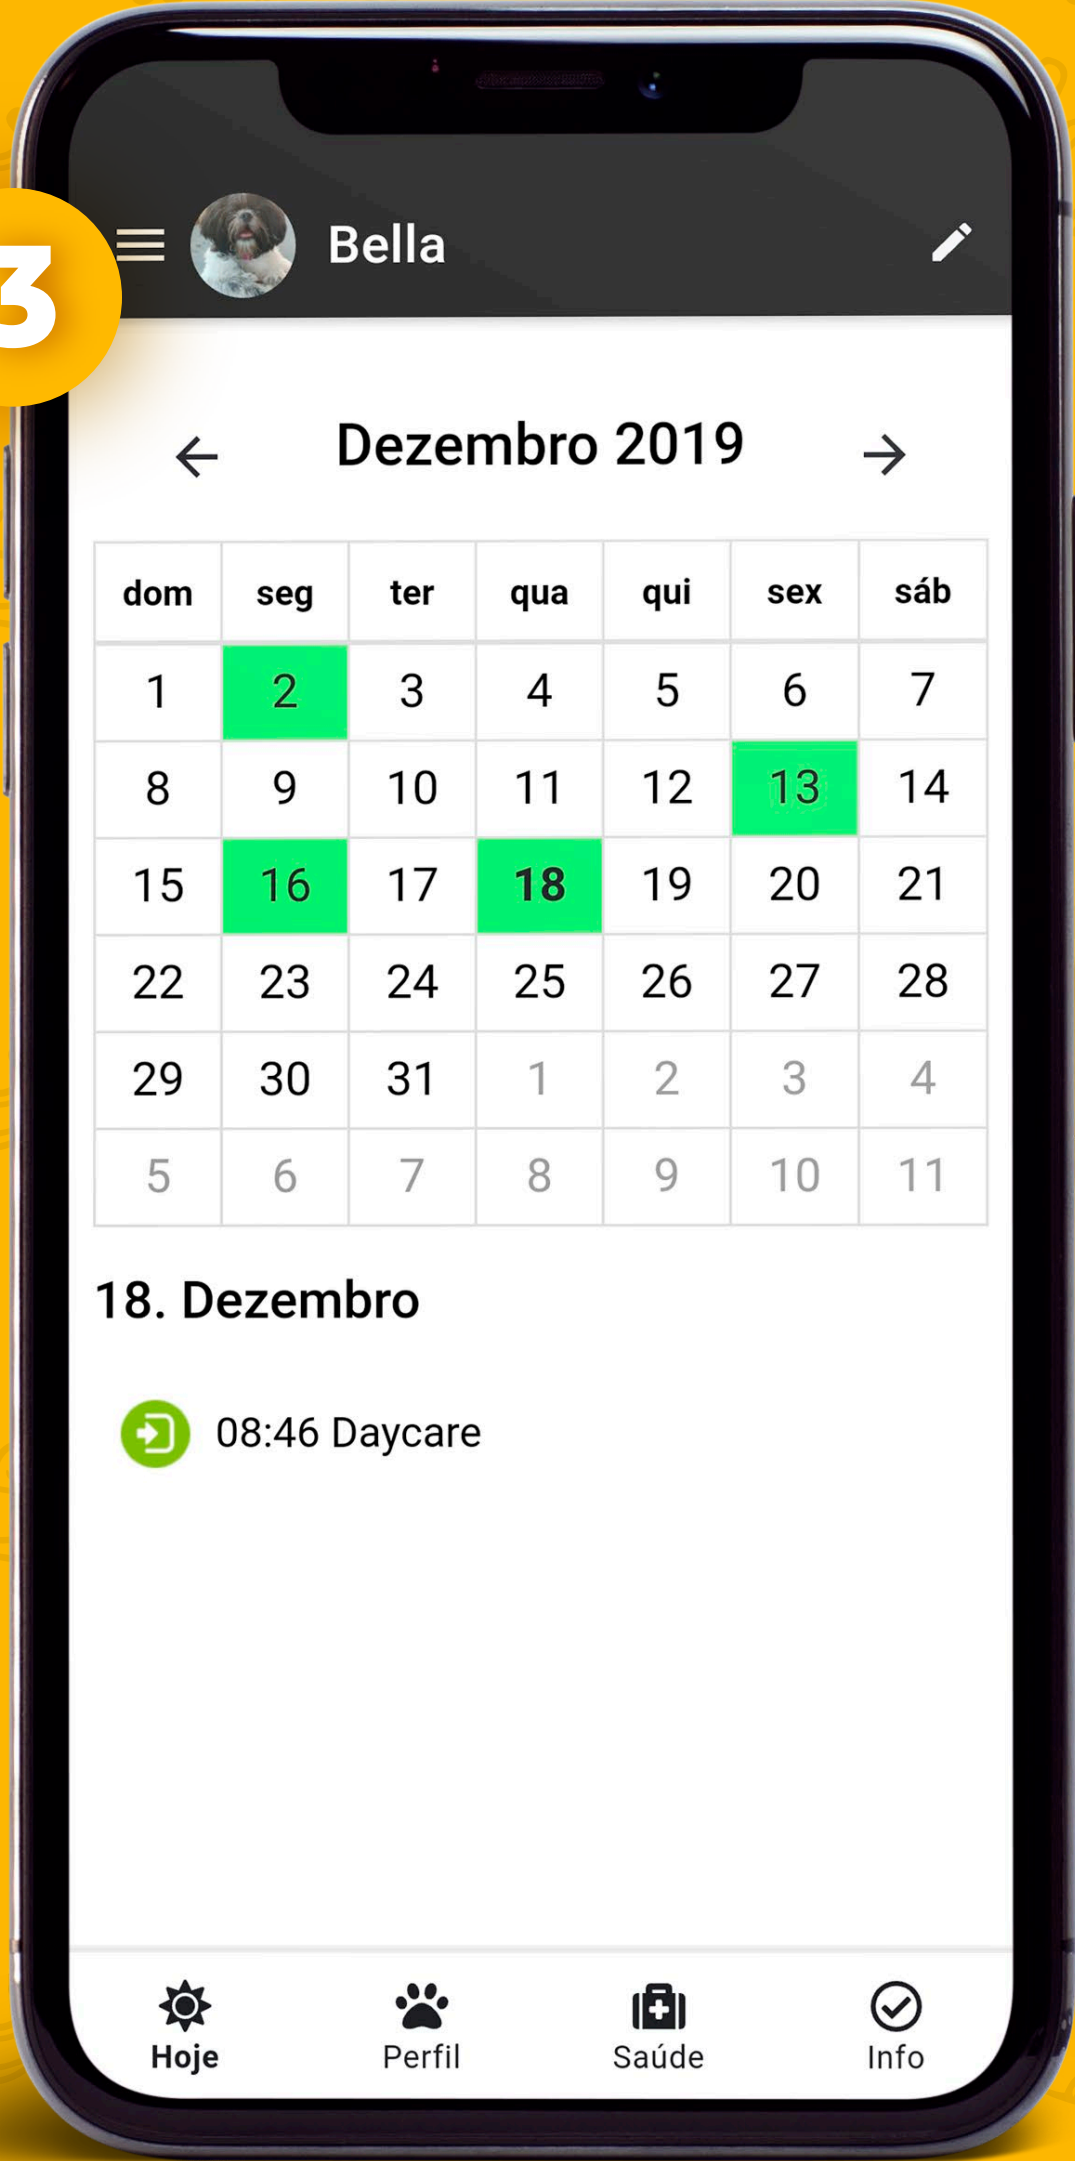 3
Bella
Dezembro 2019
dom seg ter qua qui sex sáb
1 2 3 4 5 6 7
8 9 10 11 12 13 14
15 16 17 18 19 20 21
22 23 24 25 26 27 28
29 30 31 1 2 3 4
5 6 7 8 9 10 11
18. Dezembro
08:46 Daycare
Hoje Perfil Saúde Info